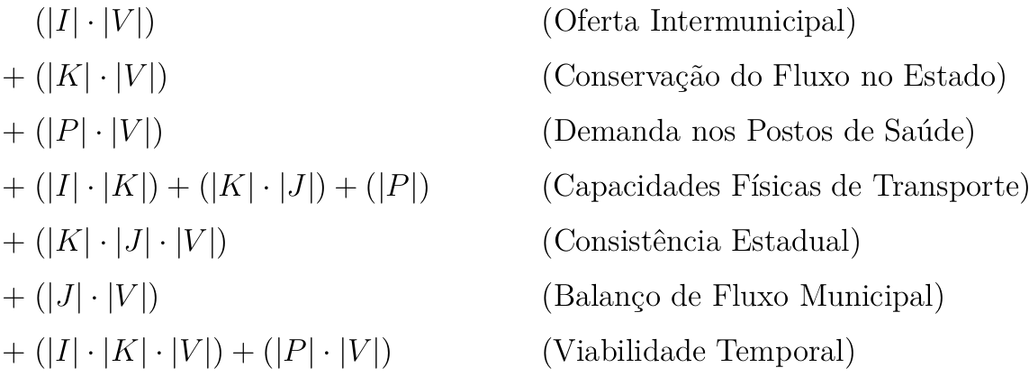 (|I| · |V|) (Oferta Intermunicipal)
+ (|K| · |V|) (Conservação do Fluxo no Estado)
+ (|P| · |V|) (Demanda nos Postos de Saúde)
+ (|I| · |K|) + (|K| · |J|) + (|P|) (Capacidades Físicas de Transporte)
+ (|K| · |J| · |V|) (Consistência Estadual)
+ (|J| · |V|) (Balanço de Fluxo Municipal)
+ (|I| · |K| · |V|) + (|P| · |V|) (Viabilidade Temporal)